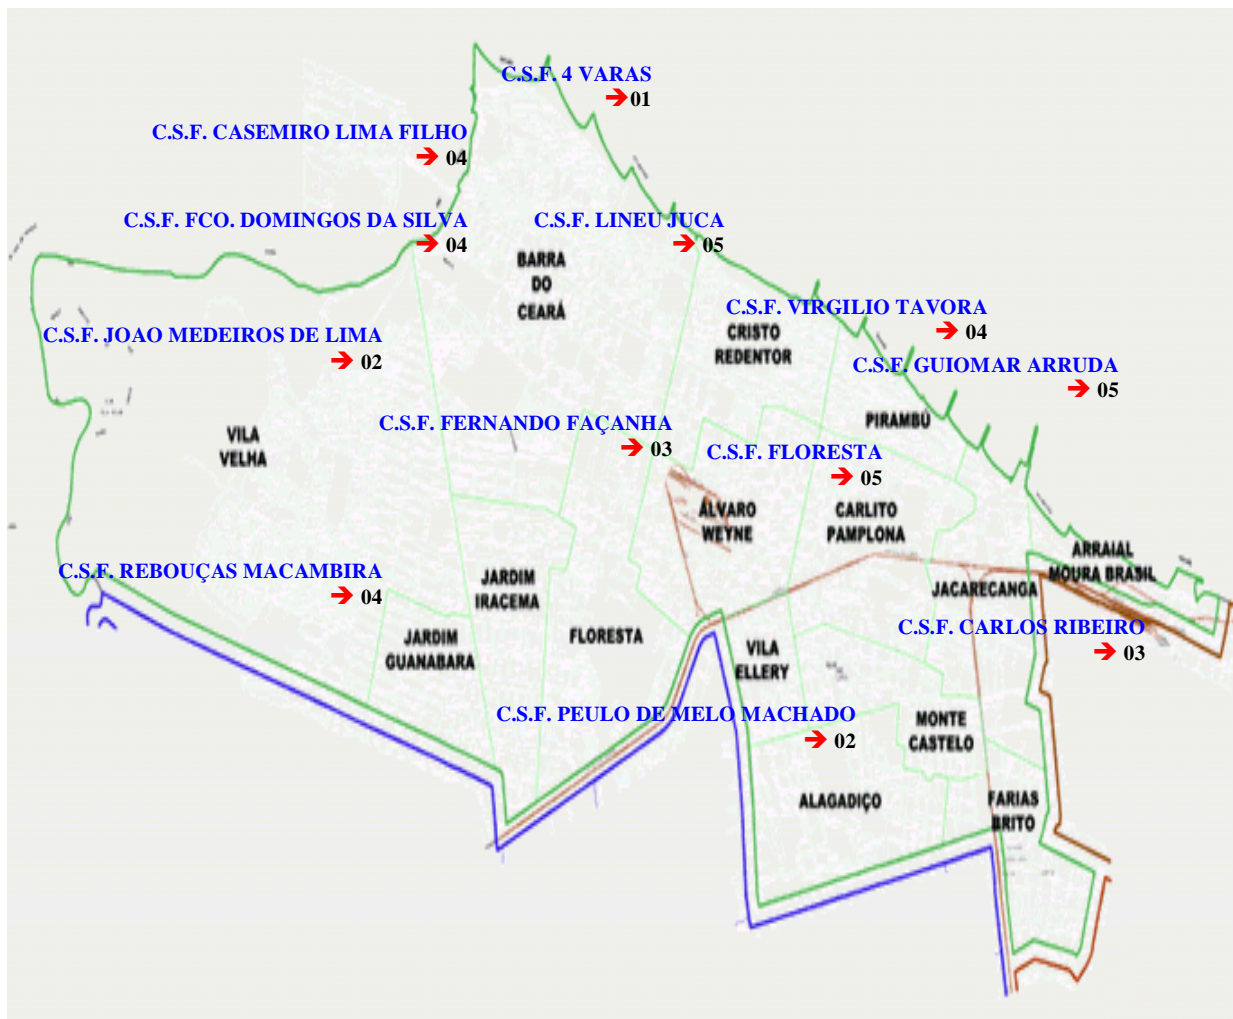 C.S.F. 4 VARAS
01
C.S.F. CASEMIRO LIMA FILHO
04
C.S.F. FCO. DOMINGOS DA SILVA
04
C.S.F. LINEU JUCA
05
BARRA
DO
CEARÁ
C.S.F. VIRGILIO TAVORA
04
CRISTO
REDENTOR
C.S.F. JOAO MEDEIROS DE LIMA
02
C.S.F. GUIOMAR ARRUDA
05
PIRAMBÚ
C.S.F. FERNANDO FAÇANHA
03
VILA
VELHA
C.S.F. FLORESTA
05
ÁLVARO
WEYNE
CARLITO
PAMPLONA
ARRAIAL
MOURA BRASIL
C.S.F. REBOUÇAS MACAMBIRA
04
JARDIM
IRACEMA
JACARECANGA
C.S.F. CARLOS RIBEIRO
03
JARDIM
GUANABARA
FLORESTA
VILA
ELLERY
C.S.F. PEULO DE MELO MACHADO
02
MONTE
CASTELO
ALAGADIÇO
FARIAS
BRITO